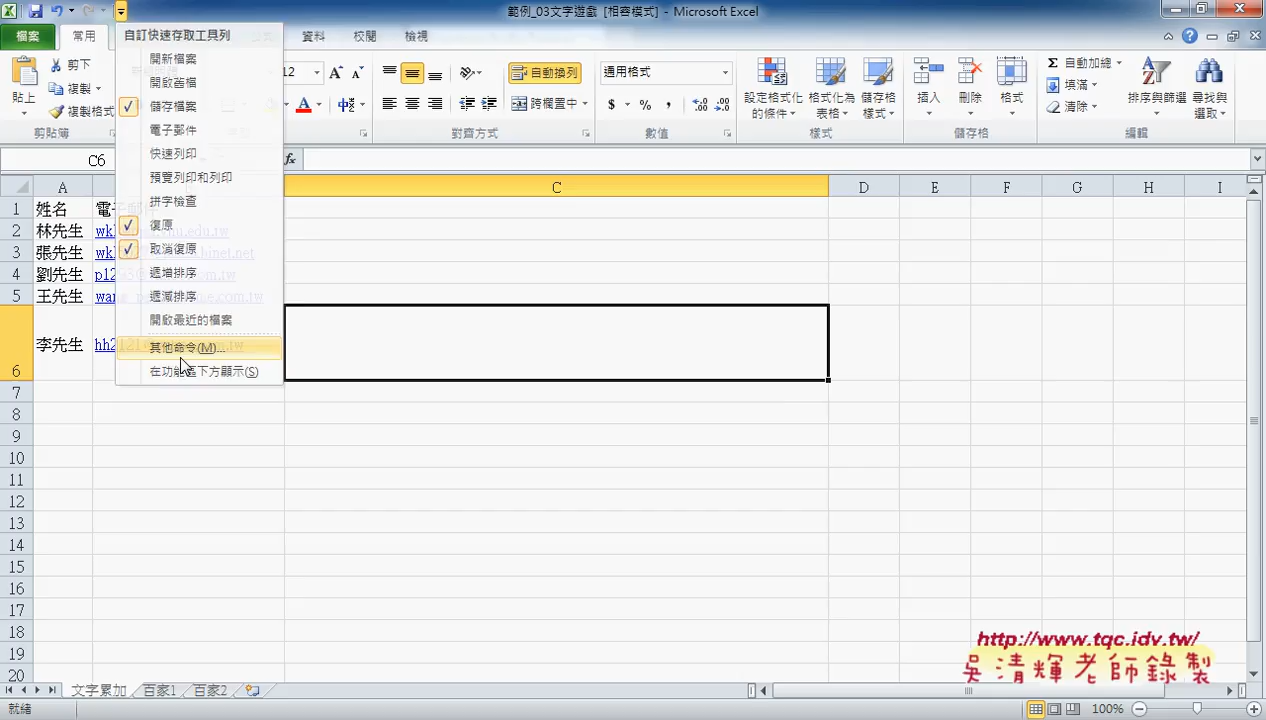 範例_03文字遊戲 [相容模式] - Microsoft Excel
檔案 常用 資料 校閱 檢視
自訂快速存取工具列
開新檔案
開啟舊檔
儲存檔案
電子郵件
快速列印
預覽列印和列印
拼字檢查
復原
取消復原
遞增排序
遞減排序
開啟最近的檔案
其他命令(M)...
在功能區下方顯示(S)
貼上 剪下 複製 複製格式
剪貼簿
12 自動換列 跨欄置中
對齊方式
通用格式
$ % ,
數值
設定格式化的條件 格式化為表格 儲存格樣式
樣式
插入 刪除 格式
儲存格
Σ 自動加總 填滿 清除 排序與篩選 尋找與選取
編輯
C6 fx
A C D E F G H I
1 姓名
2 林先生
3 張先生
4 劉先生
5 王先生
6 李先生
7
8
9
10
11
12
13
14
15
16
17
18
19
20
http://www.tqc.idv.tw/
吳清輝老師錄製
文字累加 百家1 百家2
就緒 100%